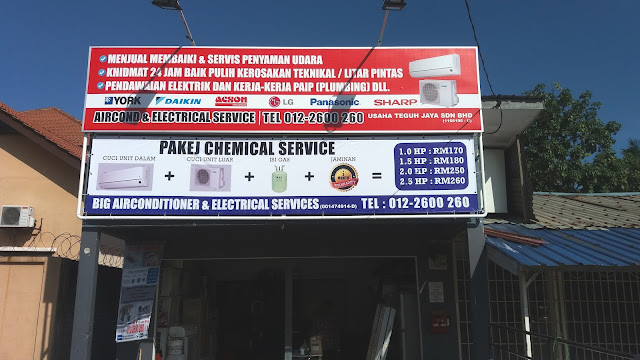 MENJUAL MEMBAIKI & SERVIS PENYAMAN UDARA
KNIDMAT 24 JAM BAIK PULIH KEROSAKAN TEKNIKAL / LITAR PINTAS
PENDAWAIAN ELEKTRIK DAN KERJA-KERJA PAIP (PLUMBING) DLL.
YORK DAIKIN acson LG Panasonic SHARP
AIRCOND & ELECTRICAL SERVICE TEL 012-2600 260 USAHA TEGUH JAYA SDN BHD
PAKEJ CHEMICAL SERVICE
CUCI UNIT DALAM CUCI UNIT LUAR ISI GAS JAMINAN
+ + + =
1.0 HP : RM170
1.5 HP : RM180
2.0 HP : RM250
2.5 HP : RM260
BIG AIRCONDITIONER & ELECTRICAL SERVICES (001474914-D) TEL : 012-2600 260